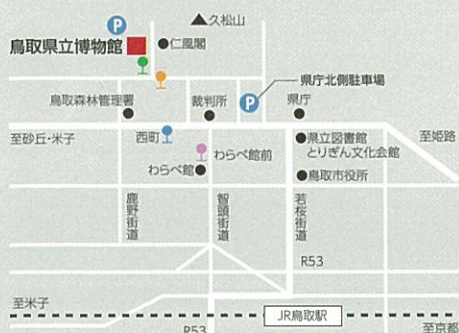 P
▲久松山
鳥取県立博物館
仁風閣
県庁北側駐車場
鳥取森林管理署
裁判所
P
県庁
至砂丘・米子
西町
わらべ館前
県立図書館
とりぎん文化会館
至姫路
わらべ館
鳥取市役所
鹿野街道
智頭街道
若桜街道
R53
至米子
JR鳥取駅
R53
至京都